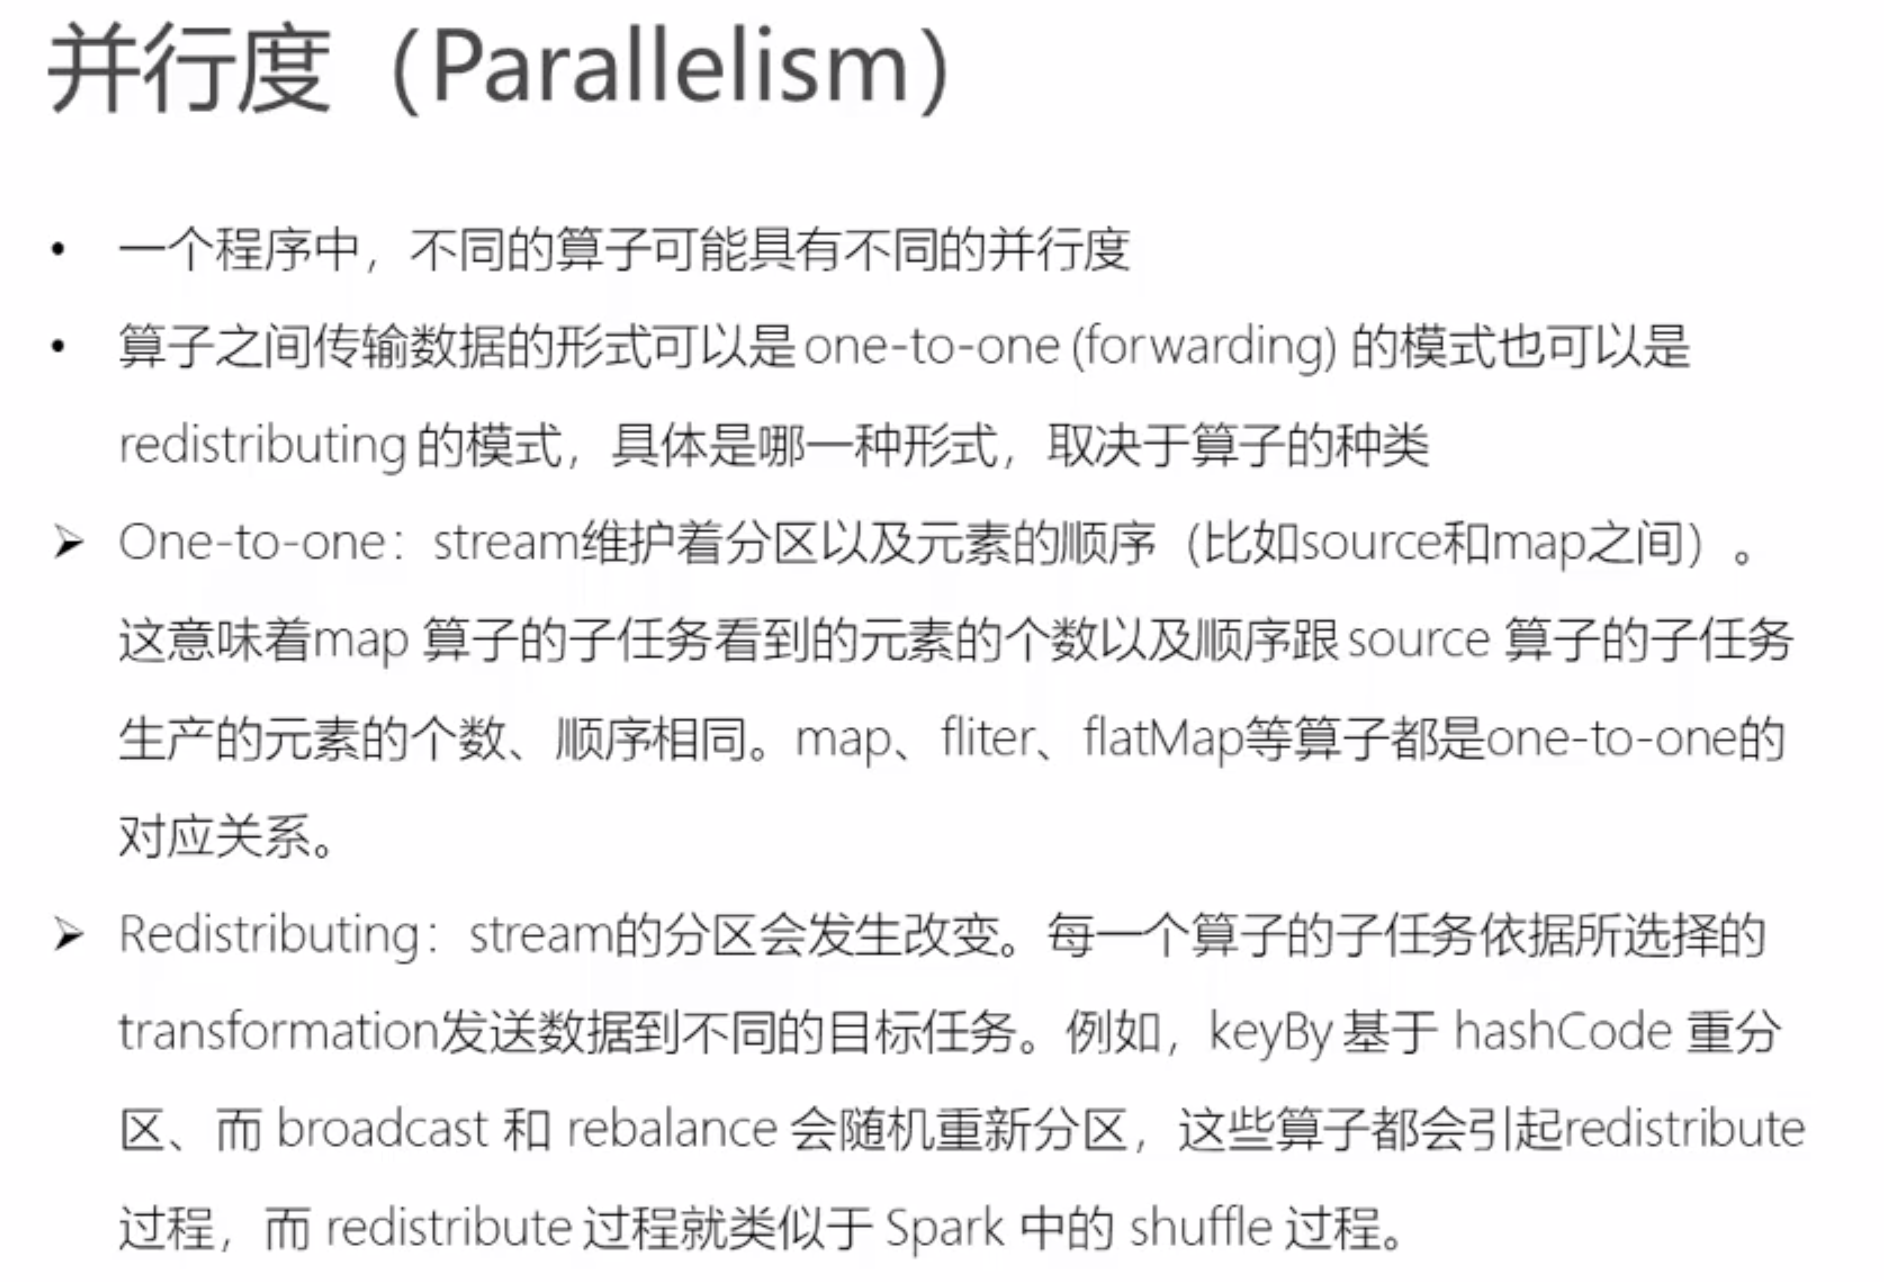 并行度（Parallelism）
• 一个程序中，不同的算子可能具有不同的并行度
• 算子之间传输数据的形式可以是 one-to-one (forwarding) 的模式也可以是
redistributing 的模式，具体是哪一种形式，取决于算子的种类
➢ One-to-one：stream维护着分区以及元素的顺序（比如source和map之间）。
这意味着map 算子的子任务看到的元素的个数以及顺序跟 source 算子的子任务
生产的元素的个数、顺序相同。map、fliter、flatMap等算子都是one-to-one的
对应关系。
➢ Redistributing：stream的分区会发生改变。每一个算子的子任务依据所选择的
transformation发送数据到不同的目标任务。例如，keyBy 基于 hashCode 重分
区、而 broadcast 和 rebalance 会随机重新分区，这些算子都会引起redistribute
过程，而 redistribute 过程就类似于 Spark 中的 shuffle 过程。